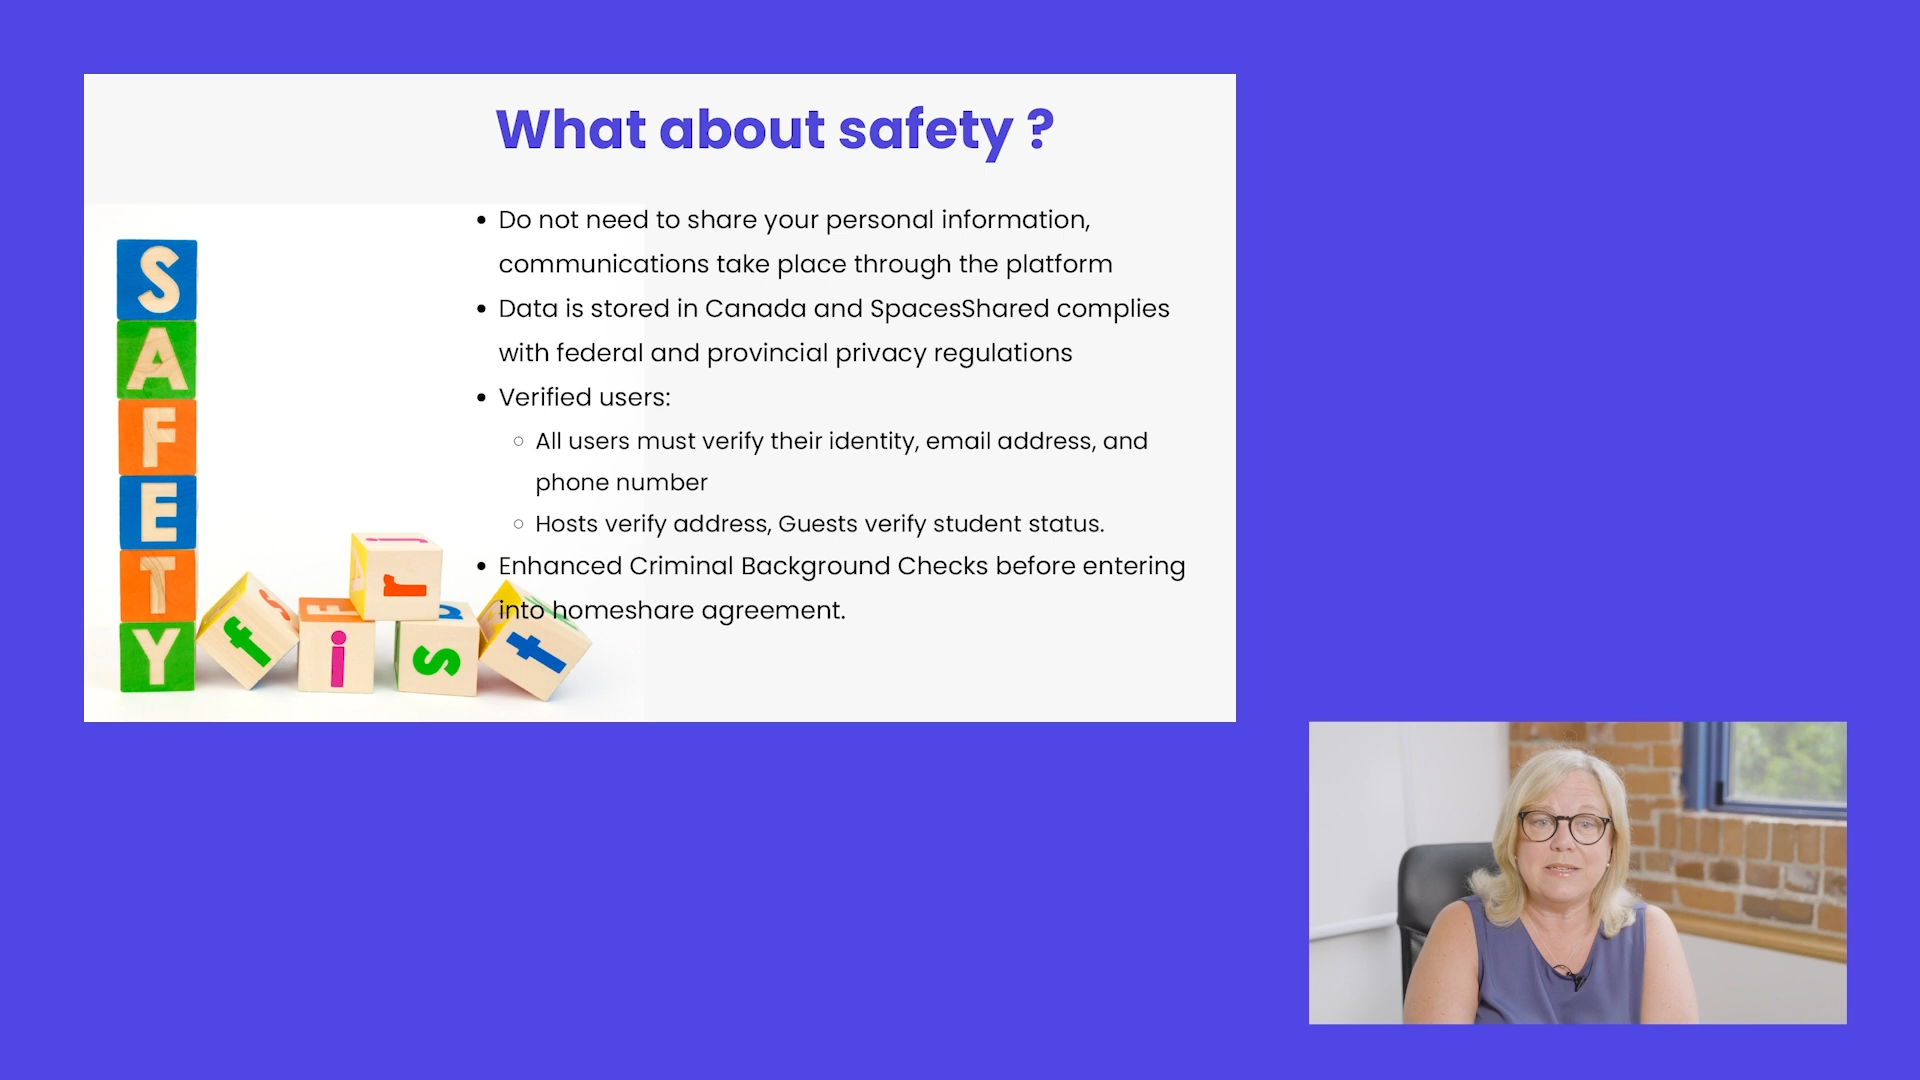 What about safety ?
• Do not need to share your personal information,
communications take place through the platform
• Data is stored in Canada and SpacesShared complies
with federal and provincial privacy regulations
• Verified users:
○ All users must verify their identity, email address, and
phone number
○ Hosts verify address, Guests verify student status.
• Enhanced Criminal Background Checks before entering
into homeshare agreement.
S
A
F
E
T
Y
f
i
r
s
t